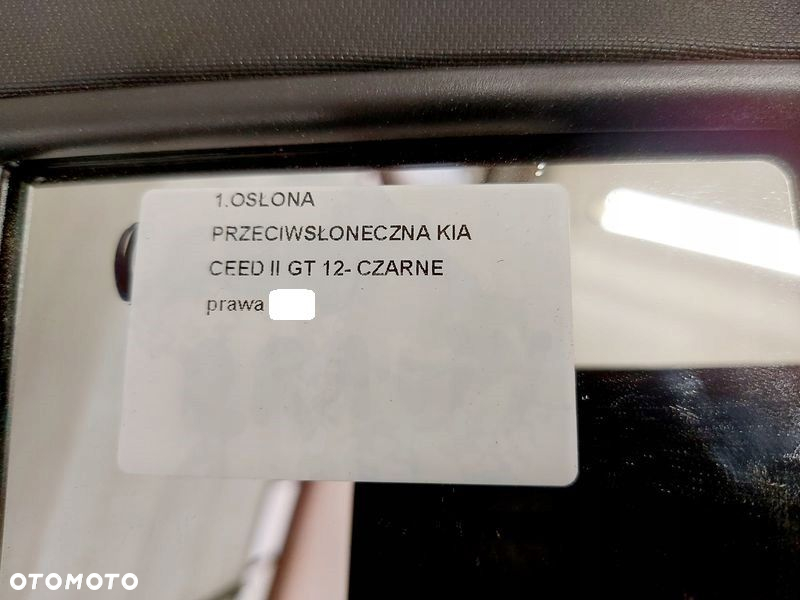 1.OSŁONA
PRZECIWSŁONECZNA KIA
CEED II GT 12- CZARNE
prawa
OTOMOTO